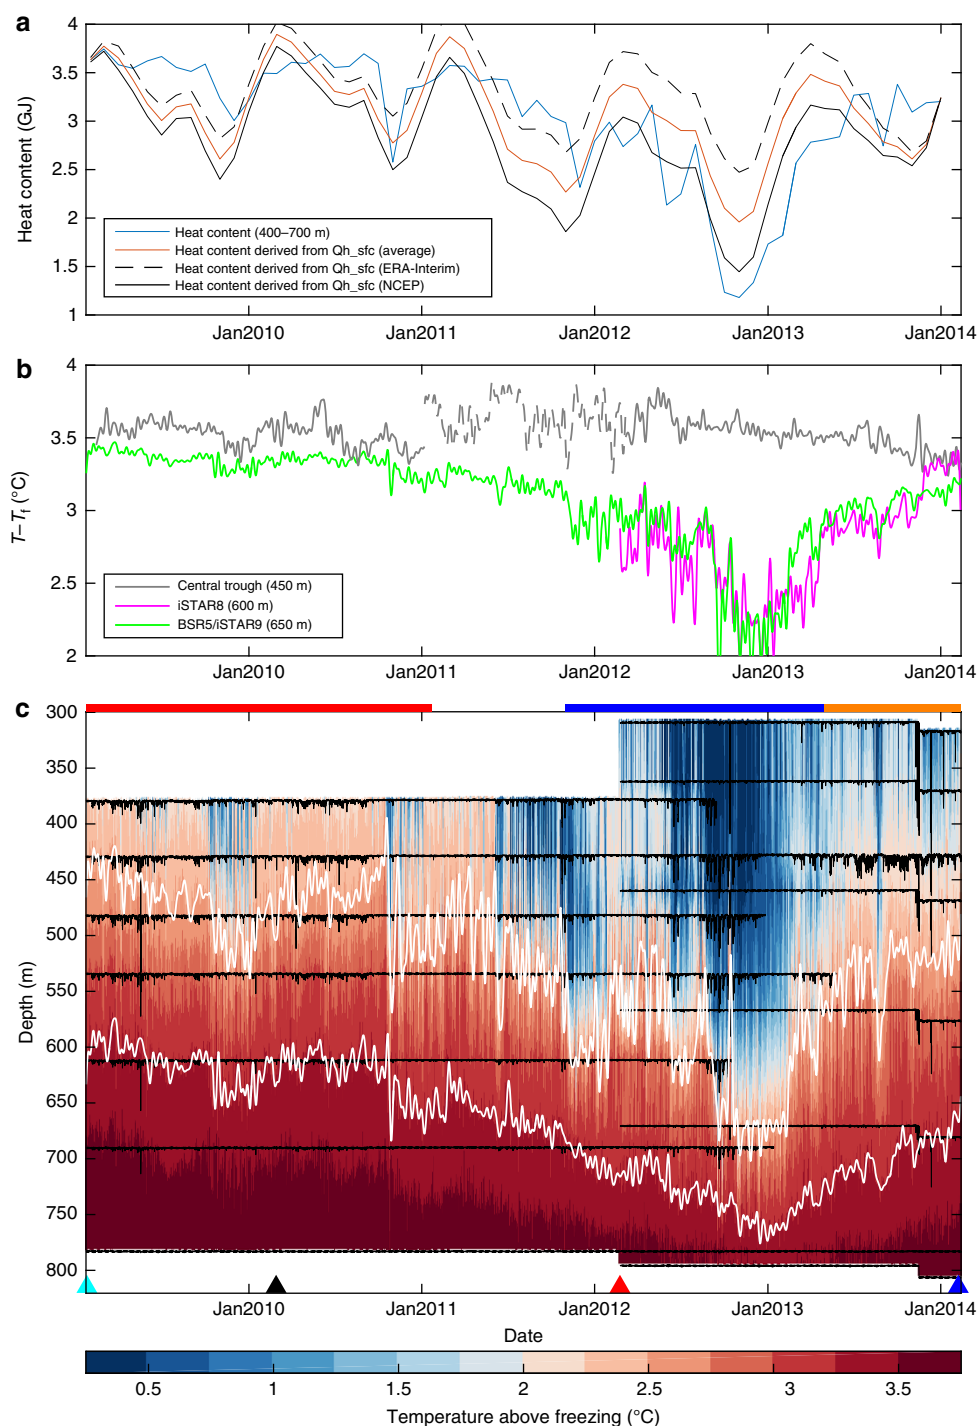 a
4
3.5
3
2.5
2
1.5
1
Heat content (GJ)
Heat content (400–700 m)
Heat content derived from Qh_sfc (average)
Heat content derived from Qh_sfc (ERA-Interim)
Heat content derived from Qh_sfc (NCEP)
Jan2010 Jan2011 Jan2012 Jan2013 Jan2014
b
4
3.5
3
2.5
2
T–Tf (°C)
Central trough (450 m)
iSTAR8 (600 m)
BSR5/iSTAR9 (650 m)
Jan2010 Jan2011 Jan2012 Jan2013 Jan2014
c
300
350
400
450
500
550
600
650
700
750
800
Depth (m)
Jan2010 Jan2011 Jan2012 Jan2013 Jan2014
Date
0.5 1 1.5 2 2.5 3 3.5
Temperature above freezing (°C)